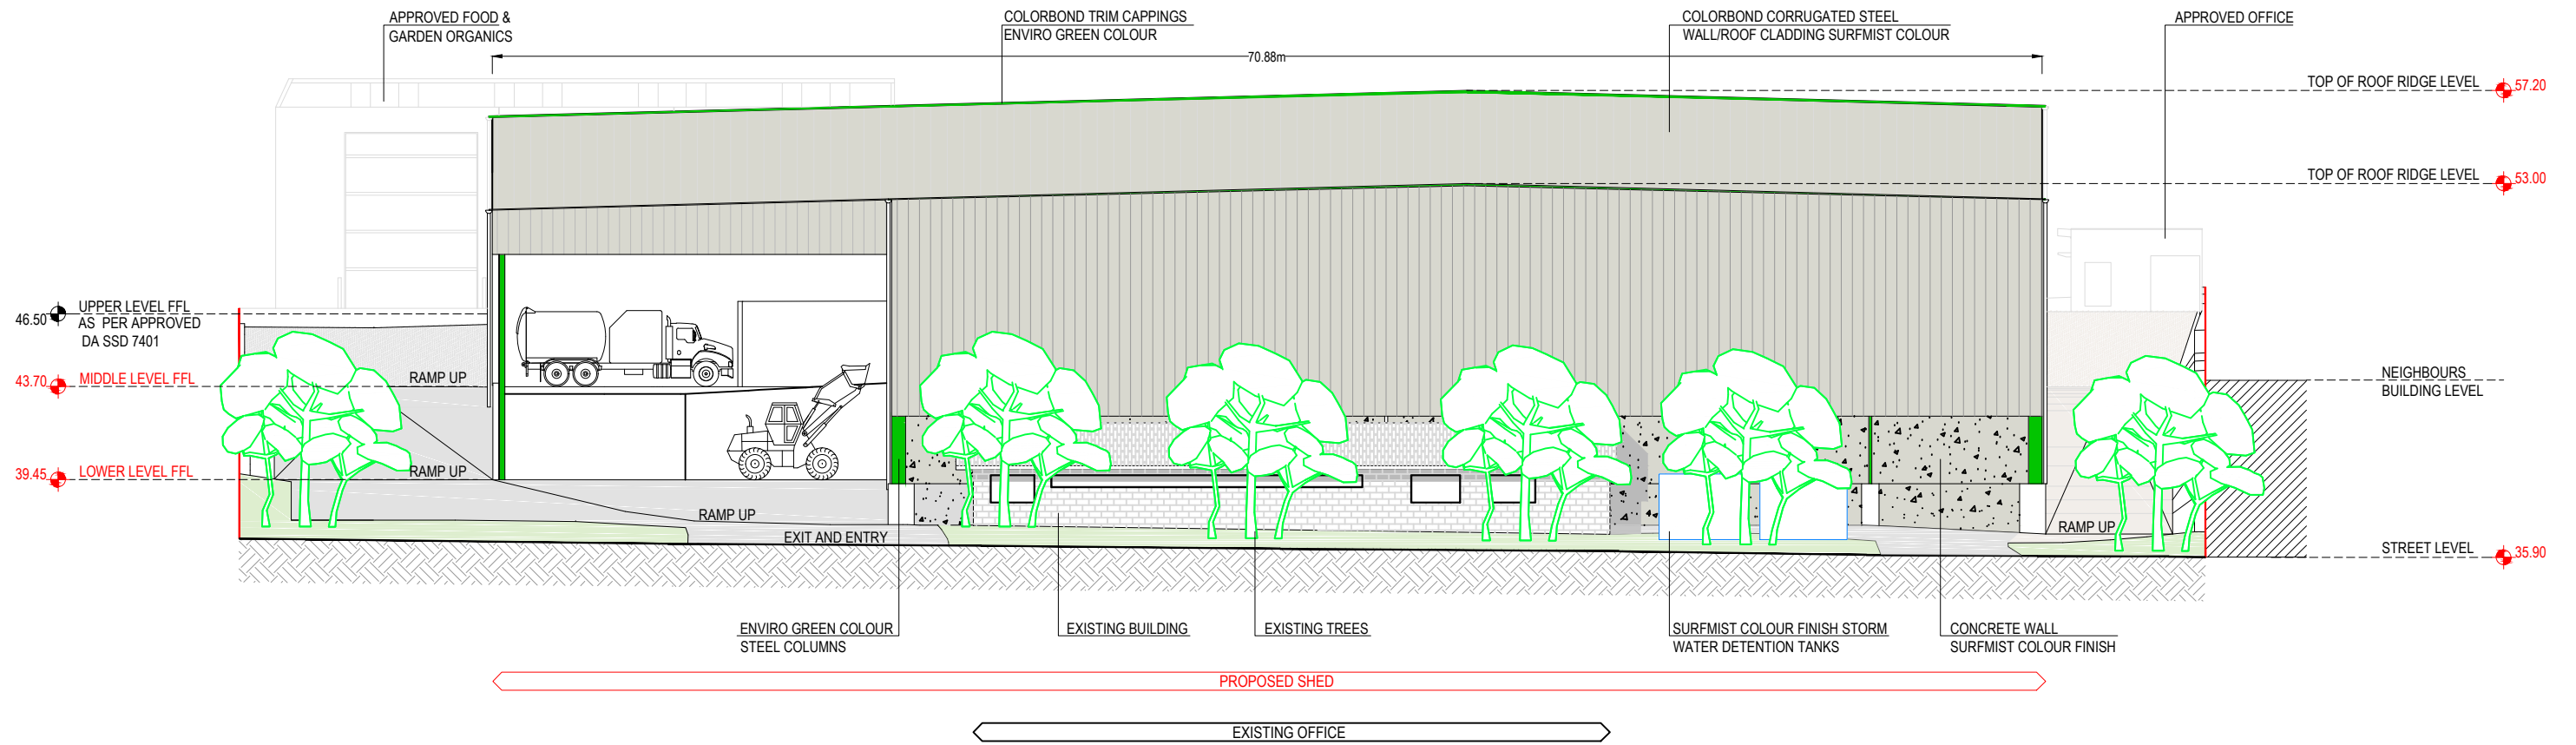 APPROVED FOOD &
GARDEN ORGANICS
COLORBOND TRIM CAPPINGS
ENVIRO GREEN COLOUR
COLORBOND CORRUGATED STEEL
WALL/ROOF CLADDING SURFMIST COLOUR
APPROVED OFFICE
70.88m
TOP OF ROOF RIDGE LEVEL 57.20
TOP OF ROOF RIDGE LEVEL 53.00
46.50 UPPER LEVEL FFL
AS PER APPROVED
DA SSD 7401
43.70 MIDDLE LEVEL FFL
RAMP UP
NEIGHBOURS
BUILDING LEVEL
39.45 LOWER LEVEL FFL
RAMP UP
RAMP UP
EXIT AND ENTRY
RAMP UP
STREET LEVEL 35.90
ENVIRO GREEN COLOUR
STEEL COLUMNS
EXISTING BUILDING
EXISTING TREES
SURFMIST COLOUR FINISH STORM
WATER DETENTION TANKS
CONCRETE WALL
SURFMIST COLOUR FINISH
PROPOSED SHED
EXISTING OFFICE